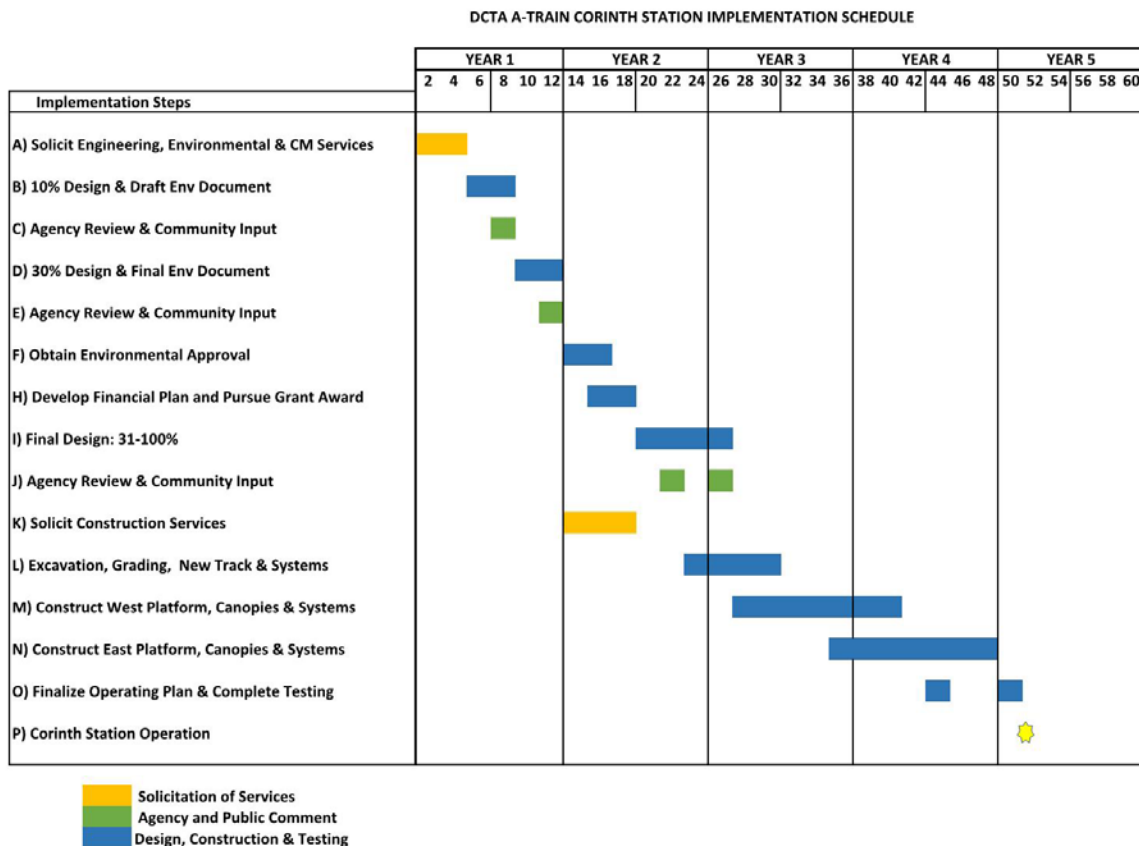 DCTA A-TRAIN CORINTH STATION IMPLEMENTATION SCHEDULE
YEAR 1 YEAR 2 YEAR 3 YEAR 4 YEAR 5
2 4 6 8 10 12 14 16 18 20 22 24 26 28 30 32 34 36 38 40 42 44 46 48 50 52 54 56 58 60
Implementation Steps
A) Solicit Engineering, Environmental & CM Services
B) 10% Design & Draft Env Document
C) Agency Review & Community Input
D) 30% Design & Final Env Document
E) Agency Review & Community Input
F) Obtain Environmental Approval
H) Develop Financial Plan and Pursue Grant Award
I) Final Design: 31-100%
J) Agency Review & Community Input
K) Solicit Construction Services
L) Excavation, Grading, New Track & Systems
M) Construct West Platform, Canopies & Systems
N) Construct East Platform, Canopies & Systems
O) Finalize Operating Plan & Complete Testing
P) Corinth Station Operation
Solicitation of Services
Agency and Public Comment
Design, Construction & Testing